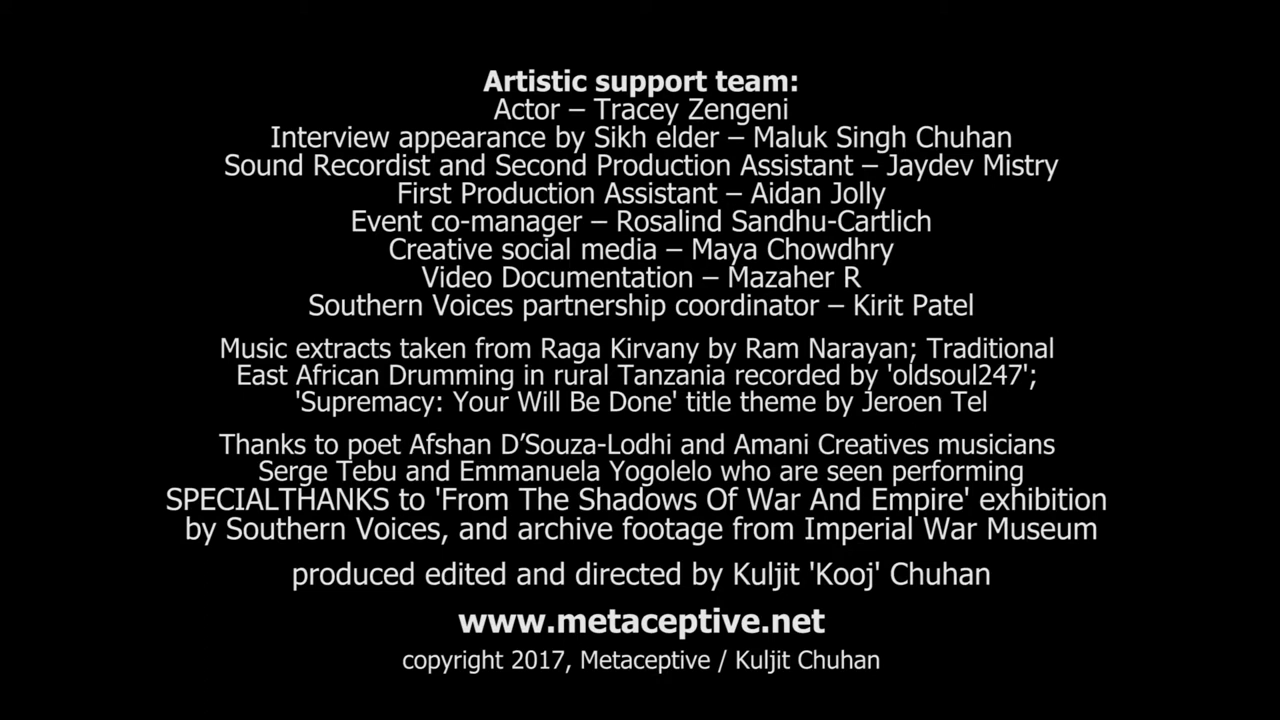 Artistic support team:
Actor – Tracey Zengeni
Interview appearance by Sikh elder – Maluk Singh Chuhan
Sound Recordist and Second Production Assistant – Jaydev Mistry
First Production Assistant – Aidan Jolly
Event co-manager – Rosalind Sandhu-Cartlich
Creative social media – Maya Chowdhry
Video Documentation – Mazaher R
Southern Voices partnership coordinator – Kirit Patel
Music extracts taken from Raga Kirvany by Ram Narayan; Traditional
East African Drumming in rural Tanzania recorded by 'oldsoul247';
'Supremacy: Your Will Be Done' title theme by Jeroen Tel
Thanks to poet Afshan D’Souza-Lodhi and Amani Creatives musicians
Serge Tebu and Emmanuela Yogolelo who are seen performing
SPECIALTHANKS to 'From The Shadows Of War And Empire' exhibition
by Southern Voices, and archive footage from Imperial War Museum
produced edited and directed by Kuljit 'Kooj' Chuhan
www.metaceptive.net
copyright 2017, Metaceptive / Kuljit Chuhan